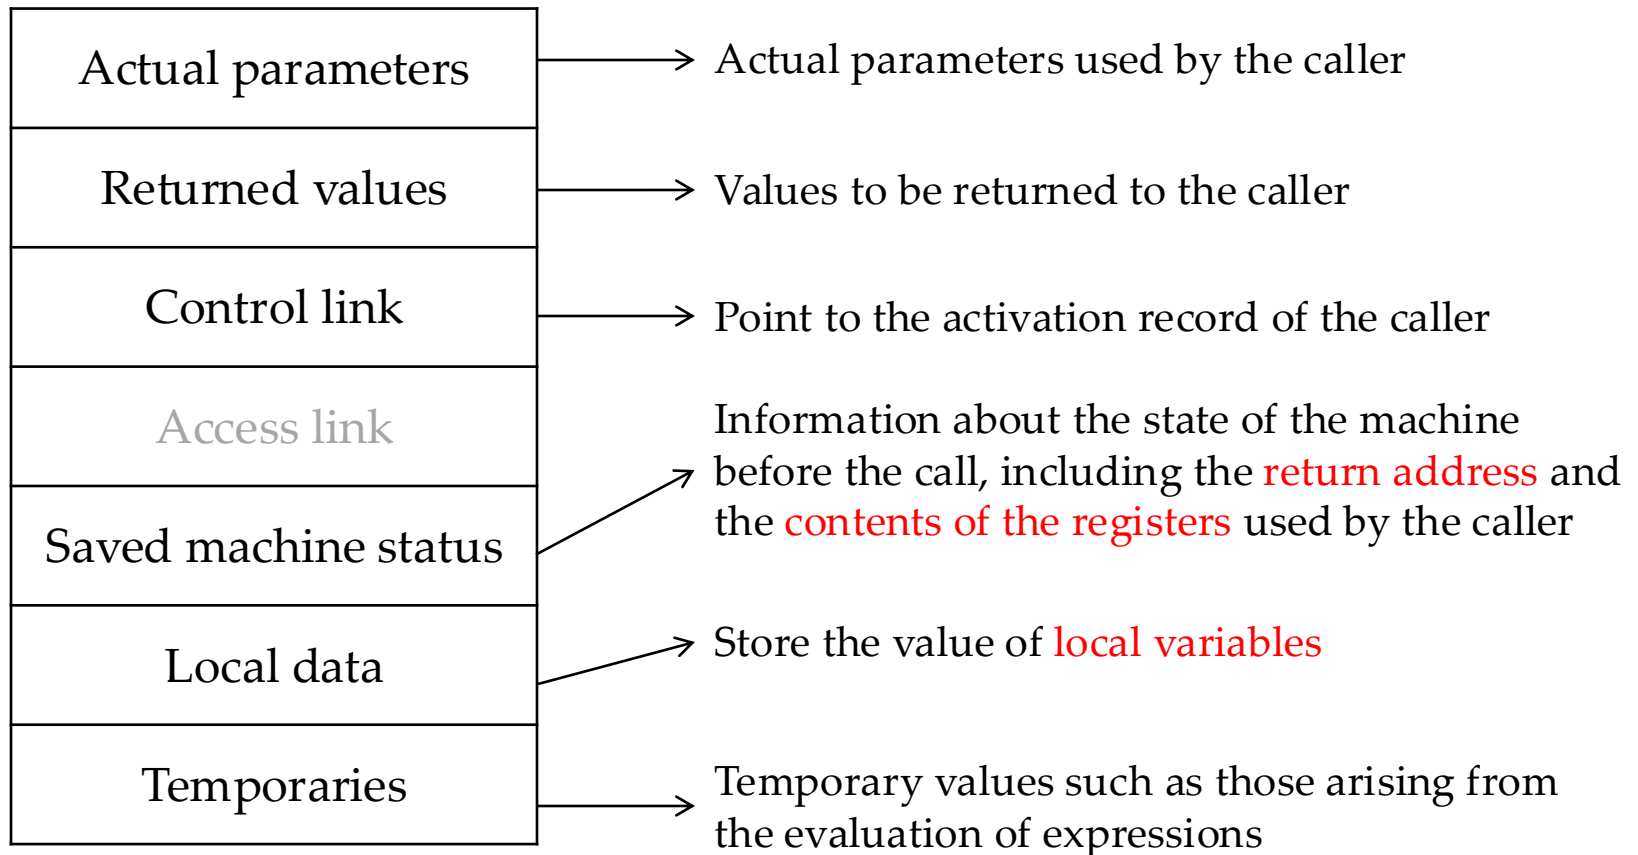 Actual parameters
Actual parameters used by the caller
Returned values
Values to be returned to the caller
Control link
Point to the activation record of the caller
Access link
Information about the state of the machine
before the call, including the return address and
the contents of the registers used by the caller
Saved machine status
Store the value of local variables
Local data
Temporaries
Temporary values such as those arising from
the evaluation of expressions